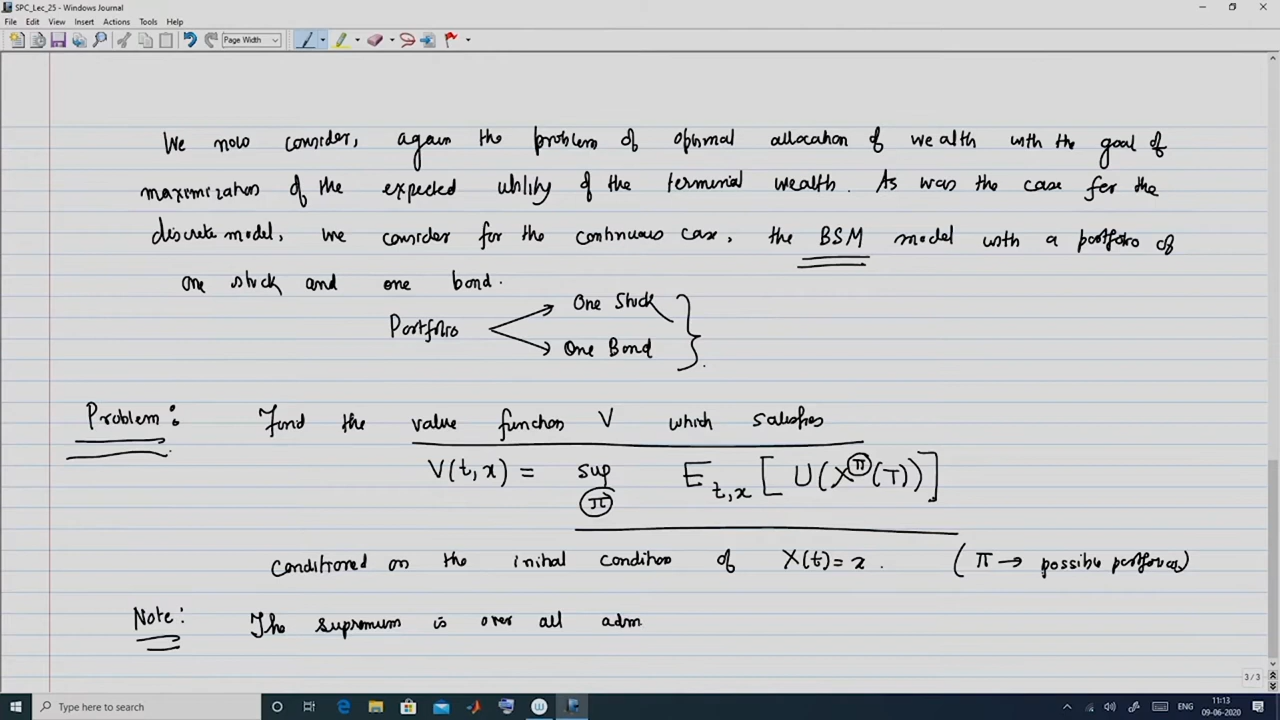 SPC_Lec_25 - Windows Journal
File Edit View Insert Actions Tools Help
Page Width
We now consider, again the problem of optimal allocation of wealth with the goal of
maximization of the expected utility of the terminal wealth. As was the case for the
discrete model, we consider for the continuous case, the BSM model with a portfolio of
one stock and one bond.
One Stock
Portfolio
One Bond
Problem: Find the value function V which satisfies
V(t,x) = sup E t,x [ U(X^π(T)) ]
π
Conditioned on the initial condition of X(t)=x. (π → possible portfolios)
Note: The supremum is over all adm
3/3
Type here to search
ENG
11:13
09-06-2020